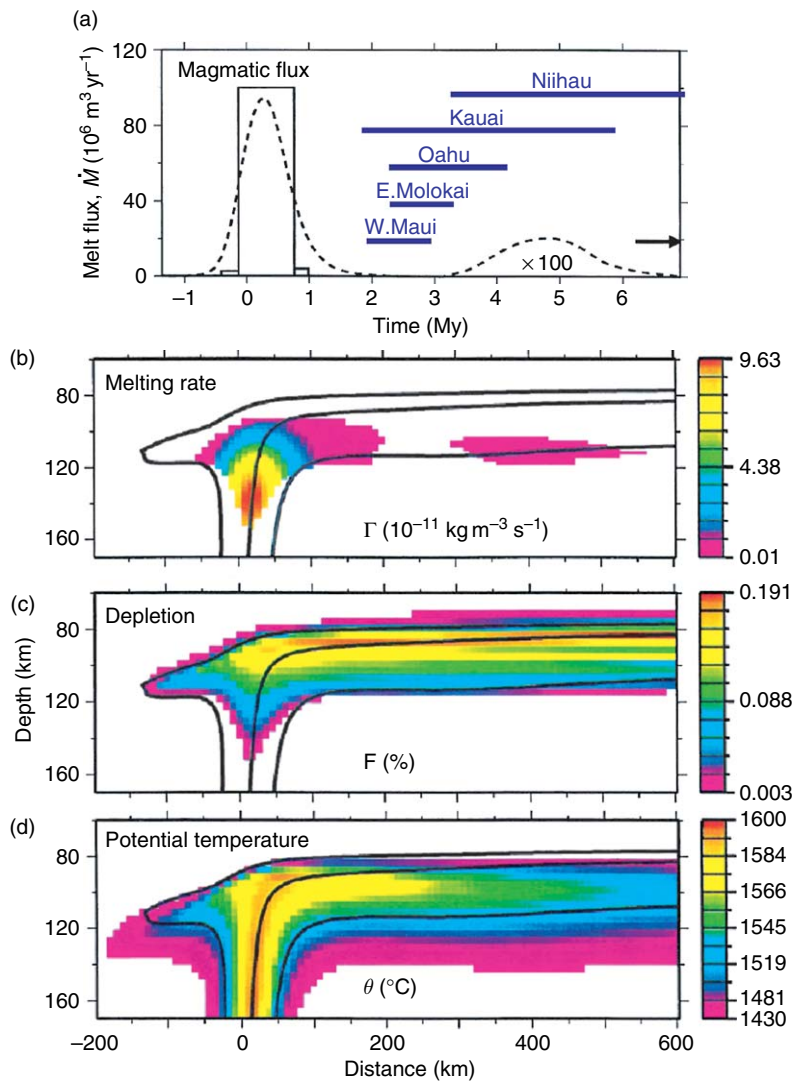 (a)
120
80
40
0
Melt flux, Ṁ (10⁶ m³ yr⁻¹)
Magmatic flux
Niihau
Kauai
Oahu
E.Molokai
W.Maui
×100
−1 0 1 2 3 4 5 6
Time (My)
(b)
Melting rate
80
120
160
Γ (10⁻¹¹ kg m⁻³ s⁻¹)
9.63
4.38
0.01
(c)
Depletion
80
120
160
Depth (km)
F (%)
0.191
0.088
0.003
(d)
Potential temperature
80
120
160
θ (°C)
1600
1584
1566
1545
1519
1481
1430
−200 0 200 400 600
Distance (km)